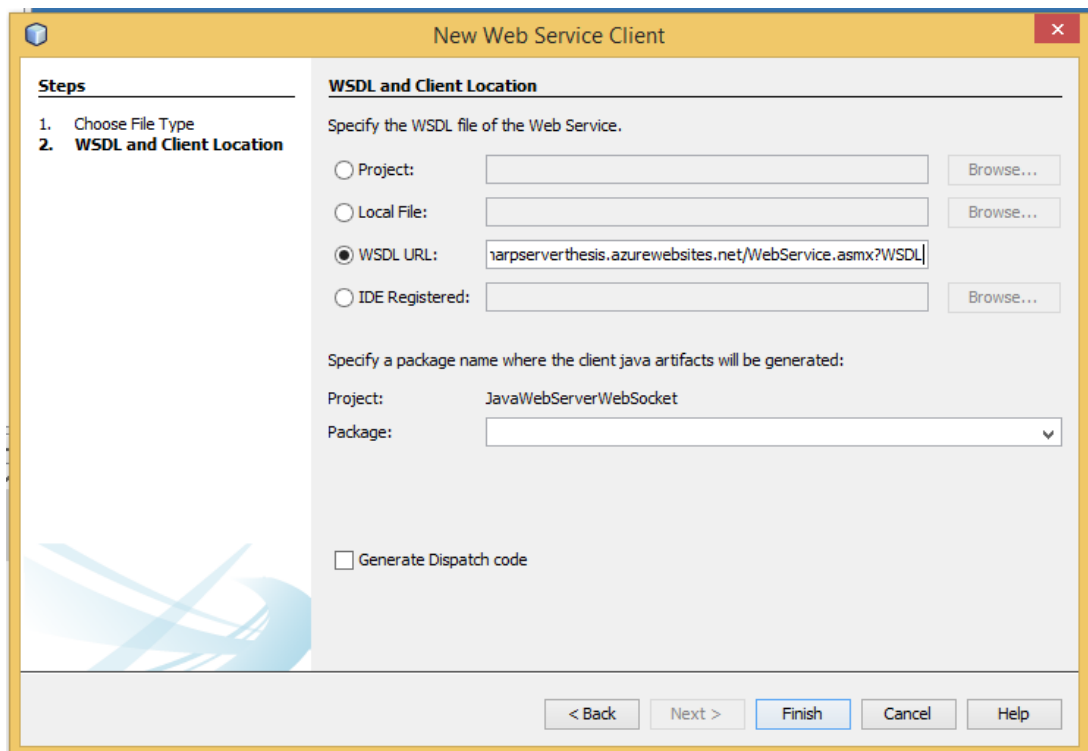 New Web Service Client
Steps
1. Choose File Type
2. WSDL and Client Location
WSDL and Client Location
Specify the WSDL file of the Web Service.
Project: Browse...
Local File: Browse...
WSDL URL: harpserverthesis.azurewebsites.net/WebService.asmx?WSDL
IDE Registered: Browse...
Specify a package name where the client java artifacts will be generated:
Project: JavaWebServerWebSocket
Package:
Generate Dispatch code
< Back Next > Finish Cancel Help